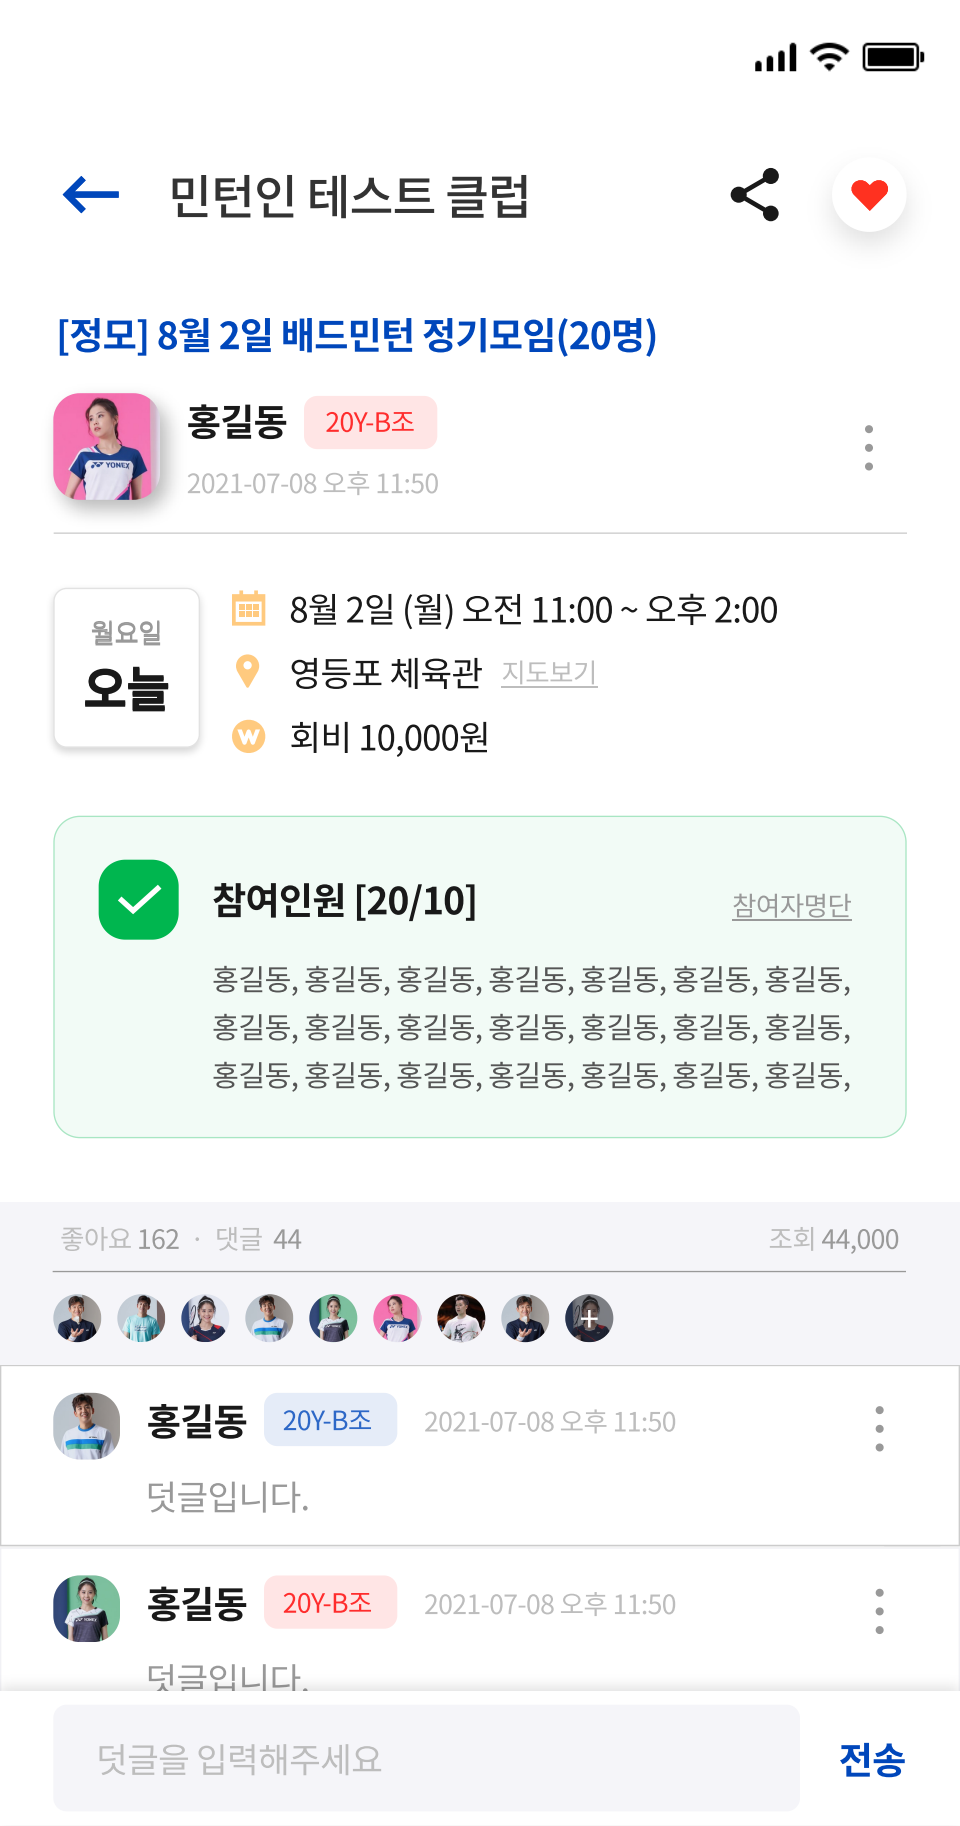 민턴인 테스트 클럽
[정모] 8월 2일 배드민턴 정기모임(20명)
홍길동 20Y-B조
YONEX
2021-07-08 오후 11:50
월요일
오늘
8월 2일 (월) 오전 11:00 ~ 오후 2:00
영등포 체육관 지도보기
회비 10,000원
참여인원 [20/10] 참여자명단
홍길동, 홍길동, 홍길동, 홍길동, 홍길동, 홍길동, 홍길동,
홍길동, 홍길동, 홍길동, 홍길동, 홍길동, 홍길동, 홍길동,
홍길동, 홍길동, 홍길동, 홍길동, 홍길동, 홍길동, 홍길동,
좋아요 162 · 댓글 44 조회 44,000
홍길동 20Y-B조 2021-07-08 오후 11:50
덧글입니다.
홍길동 20Y-B조 2021-07-08 오후 11:50
덧글입니다.
덧글을 입력해주세요 전송